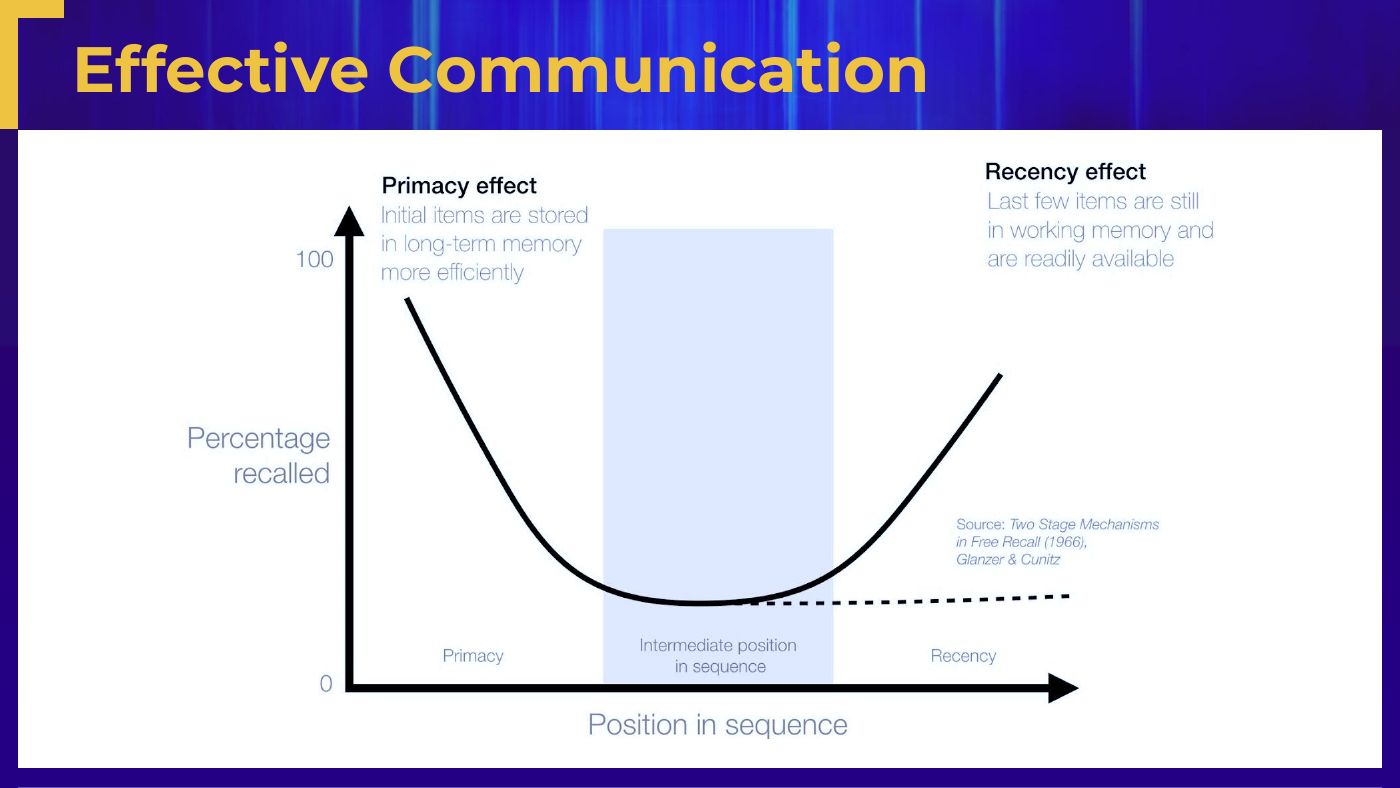 Effective Communication
Primacy effect
Initial items are stored
in long-term memory
more efficiently
Recency effect
Last few items are still
in working memory and
are readily available
100
Percentage
recalled
Source: Two Stage Mechanisms
in Free Recall (1966),
Glanzer & Cunitz
Primacy
Intermediate position
in sequence
Recency
0
Position in sequence